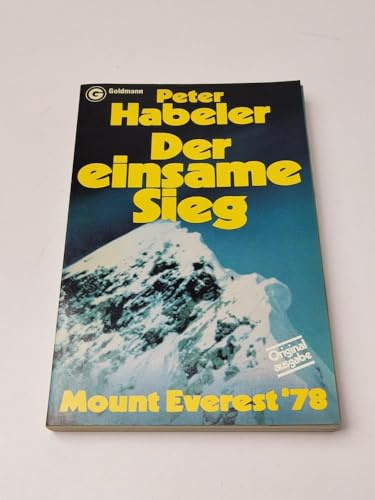 G Goldmann
Peter
Habeler
Der
einsame
Sieg
Original
ausgabe
Mount Everest '78